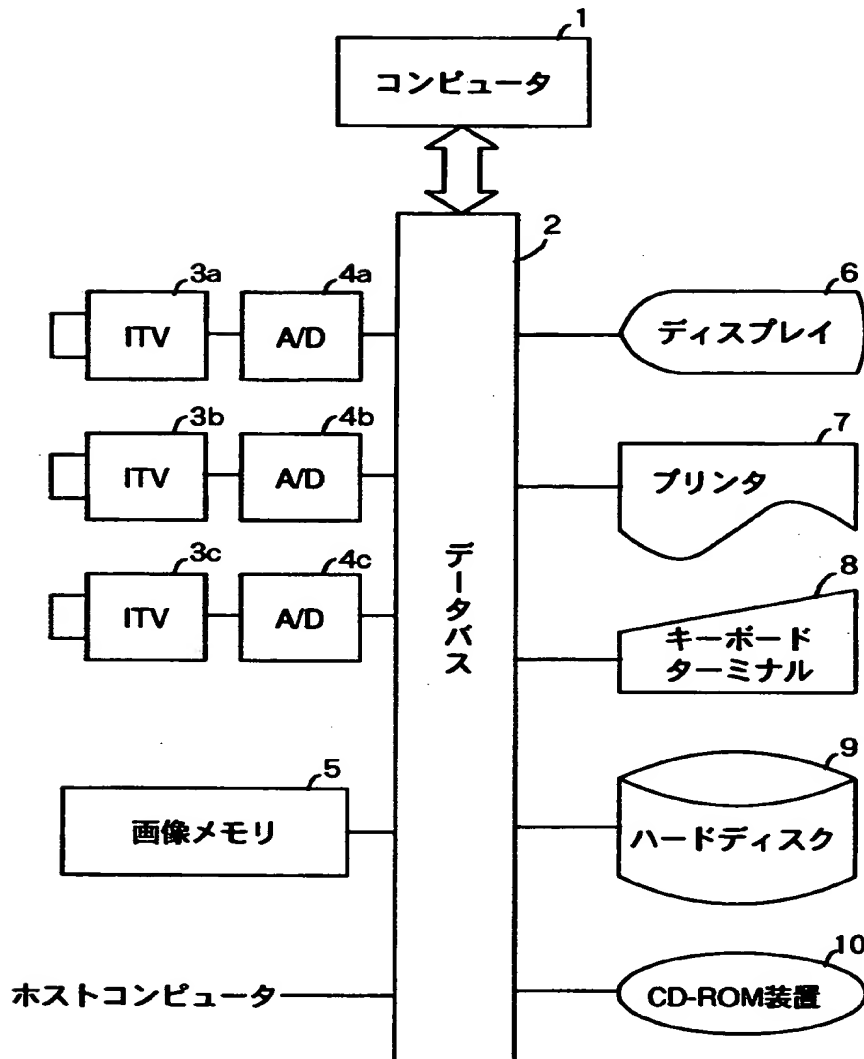 1
コンピュータ
2
3a
ITV
4a
A/D
6
ディスプレイ
3b
ITV
4b
A/D
7
プリンタ
3c
ITV
4c
A/D
データバス
8
キーボード
ターミナル
5
画像メモリ
9
ハードディスク
ホストコンピュータ
10
CD-ROM装置